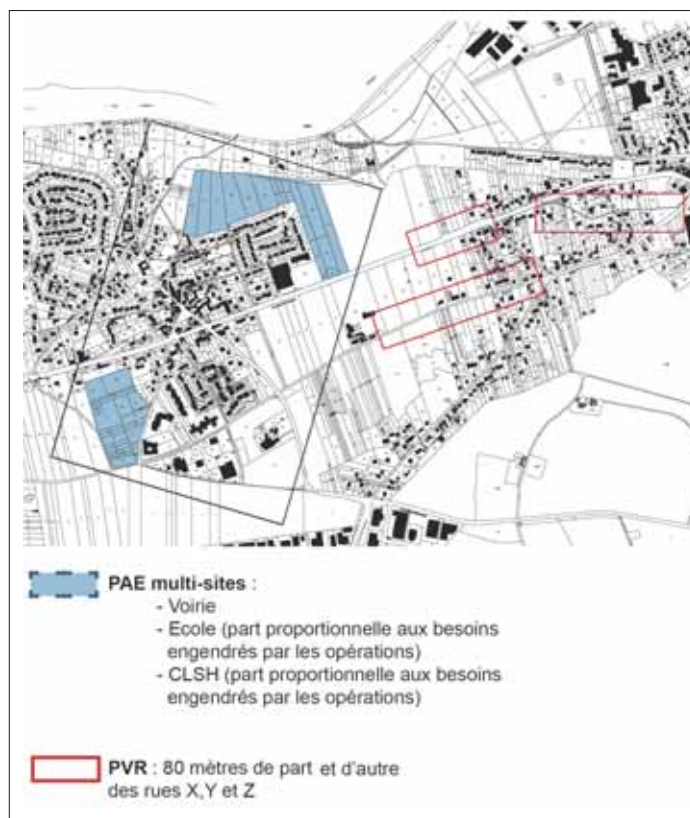 PAE multi-sites :
- Voirie
- Ecole (part proportionnelle aux besoins
engendrés par les opérations)
- CLSH (part proportionnelle aux besoins
engendrés par les opérations)
PVR : 80 mètres de part et d'autre
des rues X,Y et Z